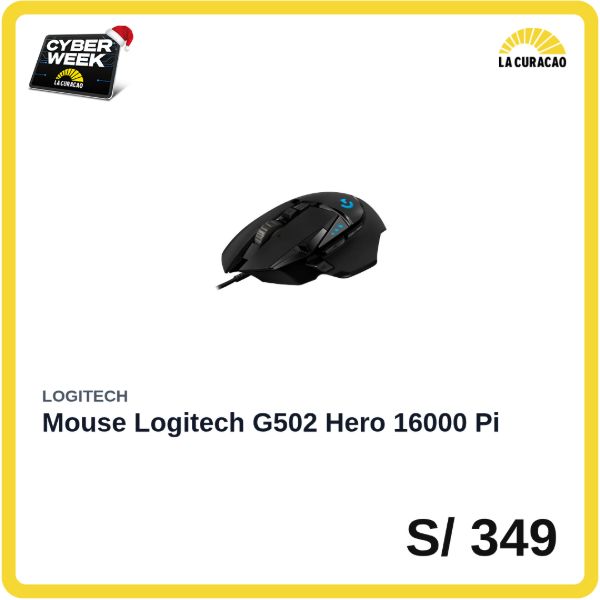 CYBER
WEEK
LA CURACAO
LA CURACAO
LOGITECH
Mouse Logitech G502 Hero 16000 Pi
S/ 349